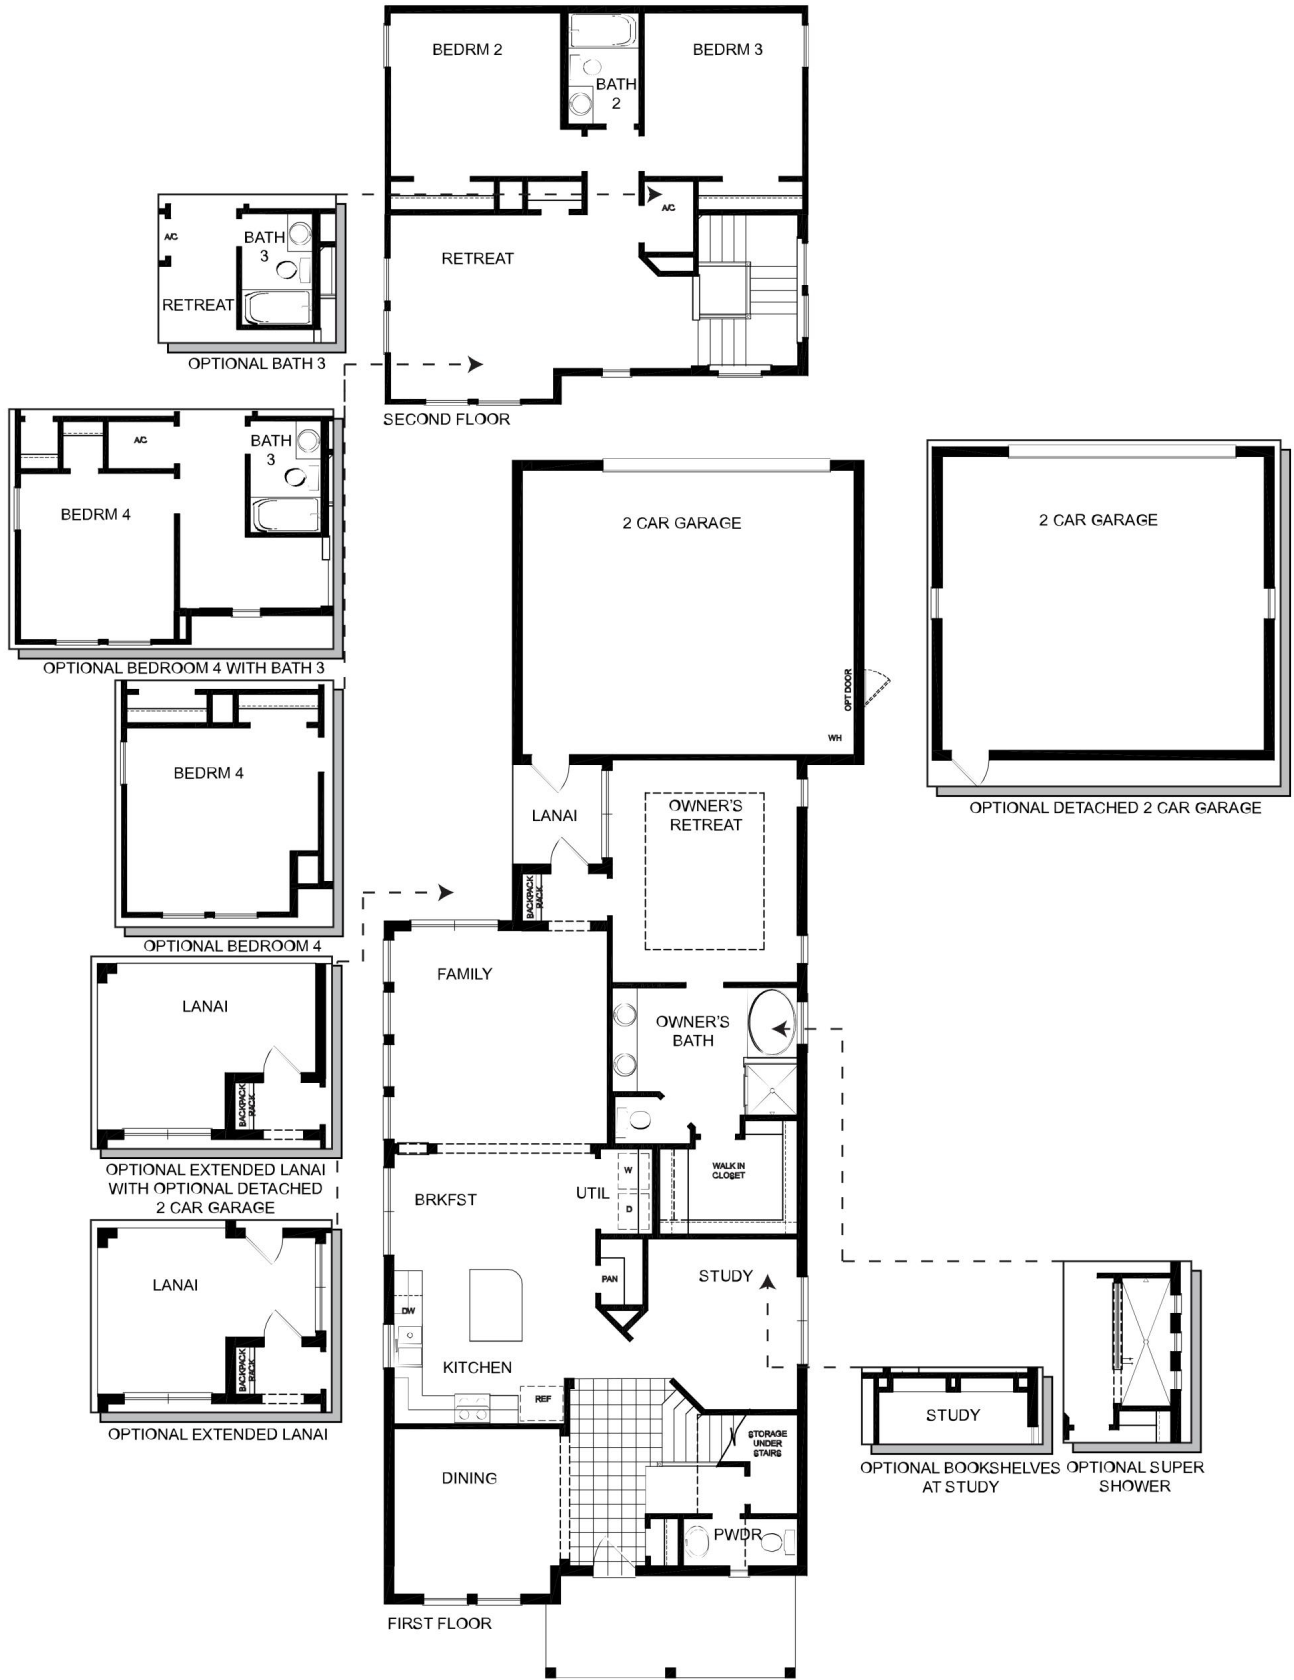 BEDRM 2
BATH
2
BEDRM 3
A/C
RETREAT
SECOND FLOOR
A/C
BATH
3
RETREAT
OPTIONAL BATH 3
A/C
BATH
3
BEDRM 4
OPTIONAL BEDROOM 4 WITH BATH 3
BEDRM 4
OPTIONAL BEDROOM 4
LANAI
BACKPACK
RACK
OPTIONAL EXTENDED LANAI
WITH OPTIONAL DETACHED
2 CAR GARAGE
LANAI
BACKPACK
RACK
OPTIONAL EXTENDED LANAI
2 CAR GARAGE
OPT DOOR
WH
LANAI
OWNER'S
RETREAT
BACKPACK
RACK
FAMILY
OWNER'S
BATH
WALK IN
CLOSET
BRKFST
UTIL
W
D
PAN
STUDY
DW
KITCHEN
REF
STORAGE
UNDER
STAIRS
DINING
PWDR
FIRST FLOOR
2 CAR GARAGE
OPTIONAL DETACHED 2 CAR GARAGE
STUDY
OPTIONAL BOOKSHELVES
AT STUDY
OPTIONAL SUPER
SHOWER